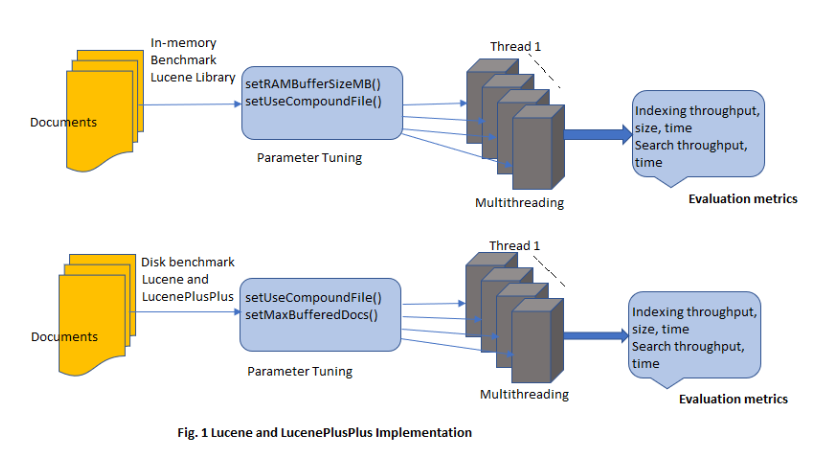 Thread 1
In-memory
Benchmark
Lucene Library
setRAMBufferSizeMB()
setUseCompoundFile()
Documents
Parameter Tuning
Multithreading
Indexing throughput,
size, time
Search throughput,
time
Evaluation metrics
Thread 1
Disk benchmark
Lucene and
LucenePlusPlus
setUseCompoundFile()
setMaxBufferedDocs()
Documents
Parameter Tuning
Multithreading
Indexing throughput,
size, time
Search throughput,
time
Evaluation metrics
Fig. 1 Lucene and LucenePlusPlus Implementation